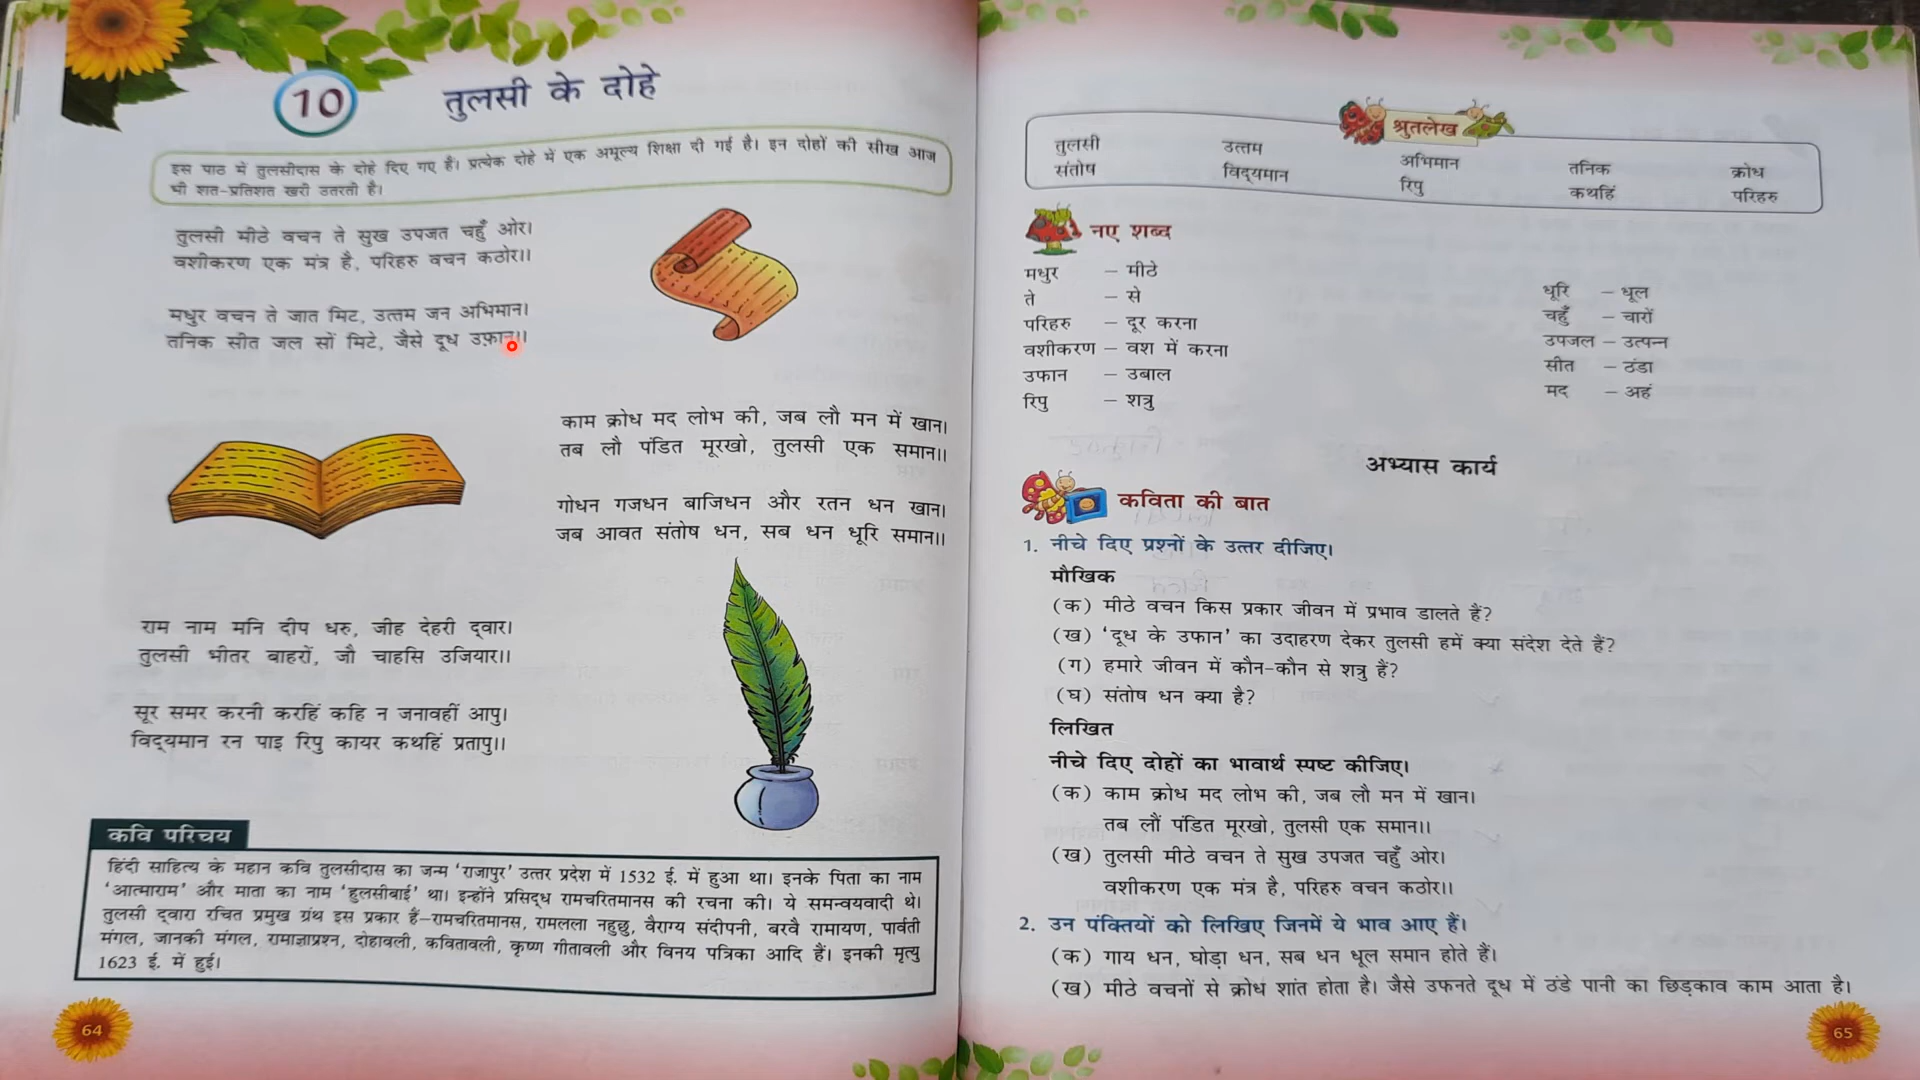 10
तुलसी के दोहे
इस पाठ में तुलसीदास के दोहे दिए गए हैं। प्रत्येक दोहे में एक अमूल्य शिक्षा दी गई है। इन दोहों की सीख आज
भी शत-प्रतिशत खरी उतरती है।
तुलसी मीठे वचन ते सुख उपजत चहुँ ओर।
वशीकरण एक मंत्र है, परिहरु वचन कठोर।।
मधुर वचन ते जात मिट, उत्तम जन अभिमान।
तनिक सीत जल सों मिटे, जैसे दूध उफ़ान।।
काम क्रोध मद लोभ की, जब लौ मन में खान।
तब लौ पंडित मूरखो, तुलसी एक समान।।
गोधन गजधन बाजिधन और रतन धन खान।
जब आवत संतोष धन, सब धन धूरि समान।।
राम नाम मनि दीप धरु, जीह देहरी द्वार।
तुलसी भीतर बाहरों, जौ चाहसि उजियार।।
सूर समर करनी करहिं कहि न जनावहीं आपु।
विद्यमान रन पाइ रिपु कायर कथहिं प्रतापु।।
कवि परिचय
हिंदी साहित्य के महान कवि तुलसीदास का जन्म 'राजापुर' उत्तर प्रदेश में 1532 ई. में हुआ था। इनके पिता का नाम
'आत्माराम' और माता का नाम 'हुलसीबाई' था। इन्होंने प्रसिद्ध रामचरितमानस की रचना की। ये समन्वयवादी थे।
तुलसी द्वारा रचित प्रमुख ग्रंथ इस प्रकार हैं–रामचरितमानस, रामलला नहछु, वैराग्य संदीपनी, बरवै रामायण, पार्वती
मंगल, जानकी मंगल, रामाज्ञाप्रश्न, दोहावली, कवितावली, कृष्ण गीतावली और विनय पत्रिका आदि हैं। इनकी मृत्यु
1623 ई. में हुई।
64
श्रुतलेख
तुलसी उत्तम अभिमान तनिक क्रोध
संतोष विद्यमान रिपु कथहिं परिहरु
नए शब्द
मधुर – मीठे
ते – से
परिहरु – दूर करना
वशीकरण – वश में करना
उफान – उबाल
रिपु – शत्रु
धूरि – धूल
चहुँ – चारों
उपजल – उत्पन्न
सीत – ठंडा
मद – अहं
अभ्यास कार्य
कविता की बात
1. नीचे दिए प्रश्नों के उत्तर दीजिए।
मौखिक
(क) मीठे वचन किस प्रकार जीवन में प्रभाव डालते हैं?
(ख) 'दूध के उफान' का उदाहरण देकर तुलसी हमें क्या संदेश देते हैं?
(ग) हमारे जीवन में कौन-कौन से शत्रु हैं?
(घ) संतोष धन क्या है?
लिखित
नीचे दिए दोहों का भावार्थ स्पष्ट कीजिए।
(क) काम क्रोध मद लोभ की, जब लौ मन में खान।
तब लौं पंडित मूरखो, तुलसी एक समान।।
(ख) तुलसी मीठे वचन ते सुख उपजत चहुँ ओर।
वशीकरण एक मंत्र है, परिहरु वचन कठोर।।
2. उन पंक्तियों को लिखिए जिनमें ये भाव आए हैं।
(क) गाय धन, घोड़ा धन, सब धन धूल समान होते हैं।
(ख) मीठे वचनों से क्रोध शांत होता है। जैसे उफनते दूध में ठंडे पानी का छिड़काव काम आता है।
65